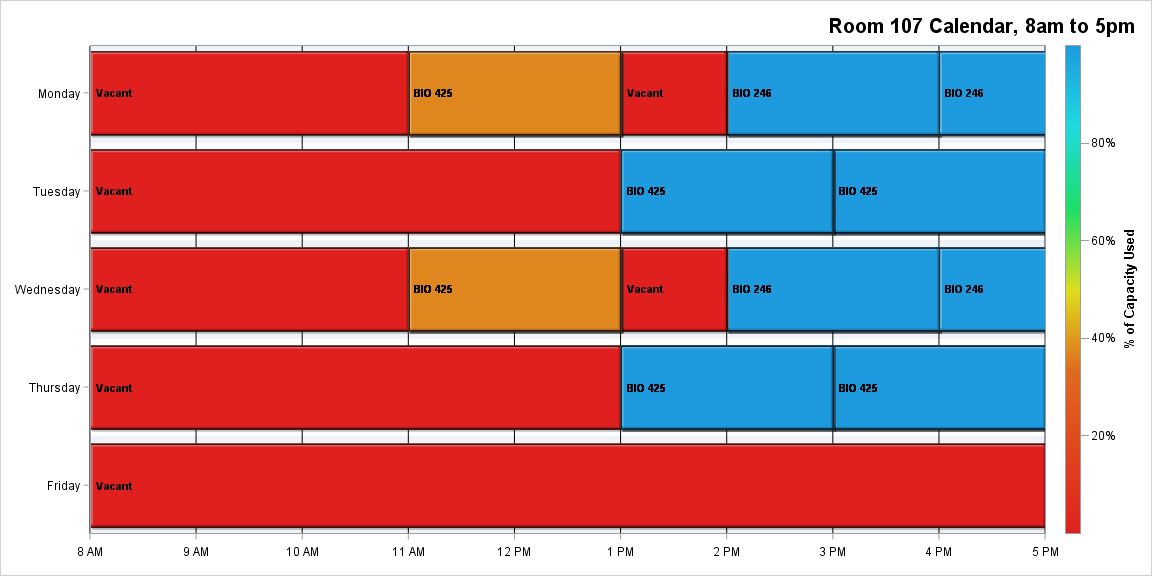 Room 107 Calendar, 8am to 5pm
Monday
Vacant
BIO 425
Vacant
BIO 246
BIO 246
Tuesday
Vacant
BIO 425
BIO 425
Wednesday
Vacant
BIO 425
Vacant
BIO 246
BIO 246
Thursday
Vacant
BIO 425
BIO 425
Friday
Vacant
8 AM
9 AM
10 AM
11 AM
12 PM
1 PM
2 PM
3 PM
4 PM
5 PM
80%
60%
40%
20%
% of Capacity Used